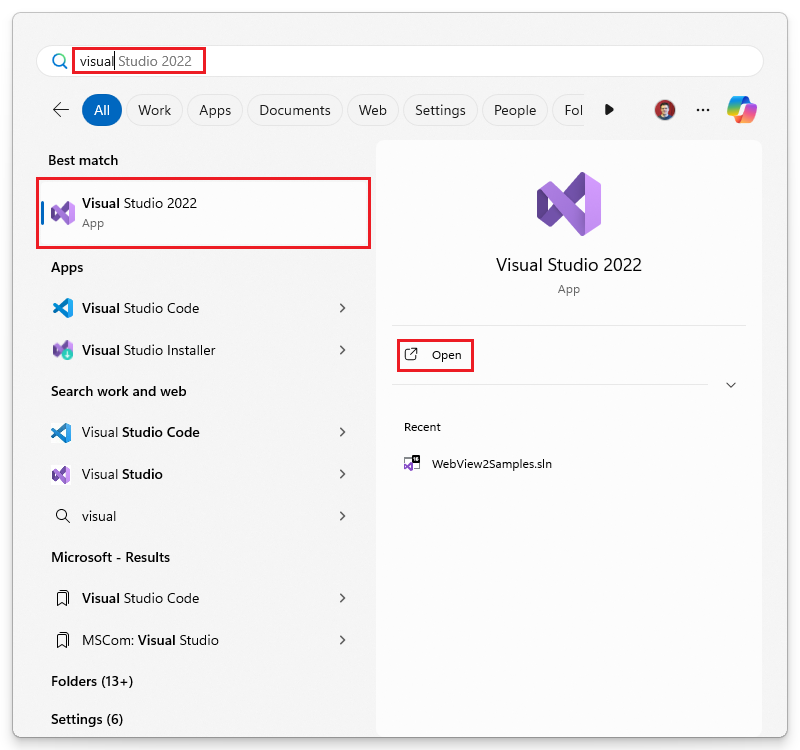 visual Studio 2022
All Work Apps Documents Web Settings People Fol
Best match
Visual Studio 2022
App
Apps
Visual Studio Code
Visual Studio Installer
Search work and web
Visual Studio Code
Visual Studio
visual
Microsoft - Results
Visual Studio Code
MSCom: Visual Studio
Folders (13+)
Settings (6)
Visual Studio 2022
App
Open
Recent
WebView2Samples.sln